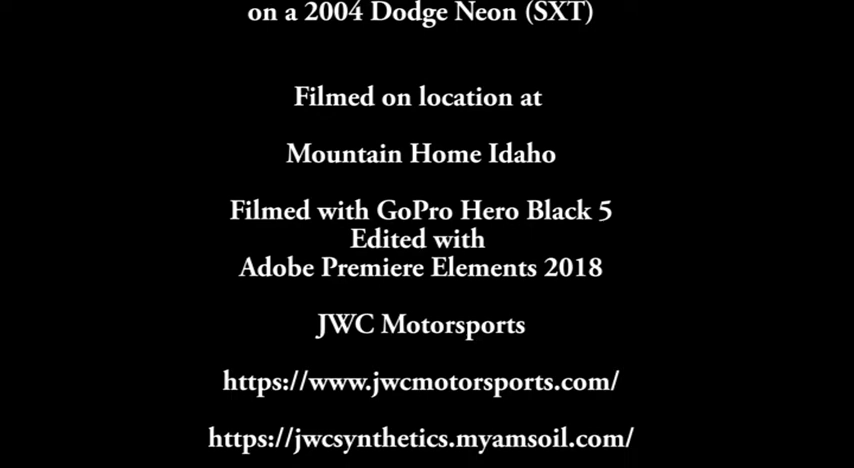 on a 2004 Dodge Neon (SXT)
Filmed on location at
Mountain Home Idaho
Filmed with GoPro Hero Black 5
Edited with
Adobe Premiere Elements 2018
JWC Motorsports
https://www.jwcmotorsports.com/
https://jwcsynthetics.myamsoil.com/